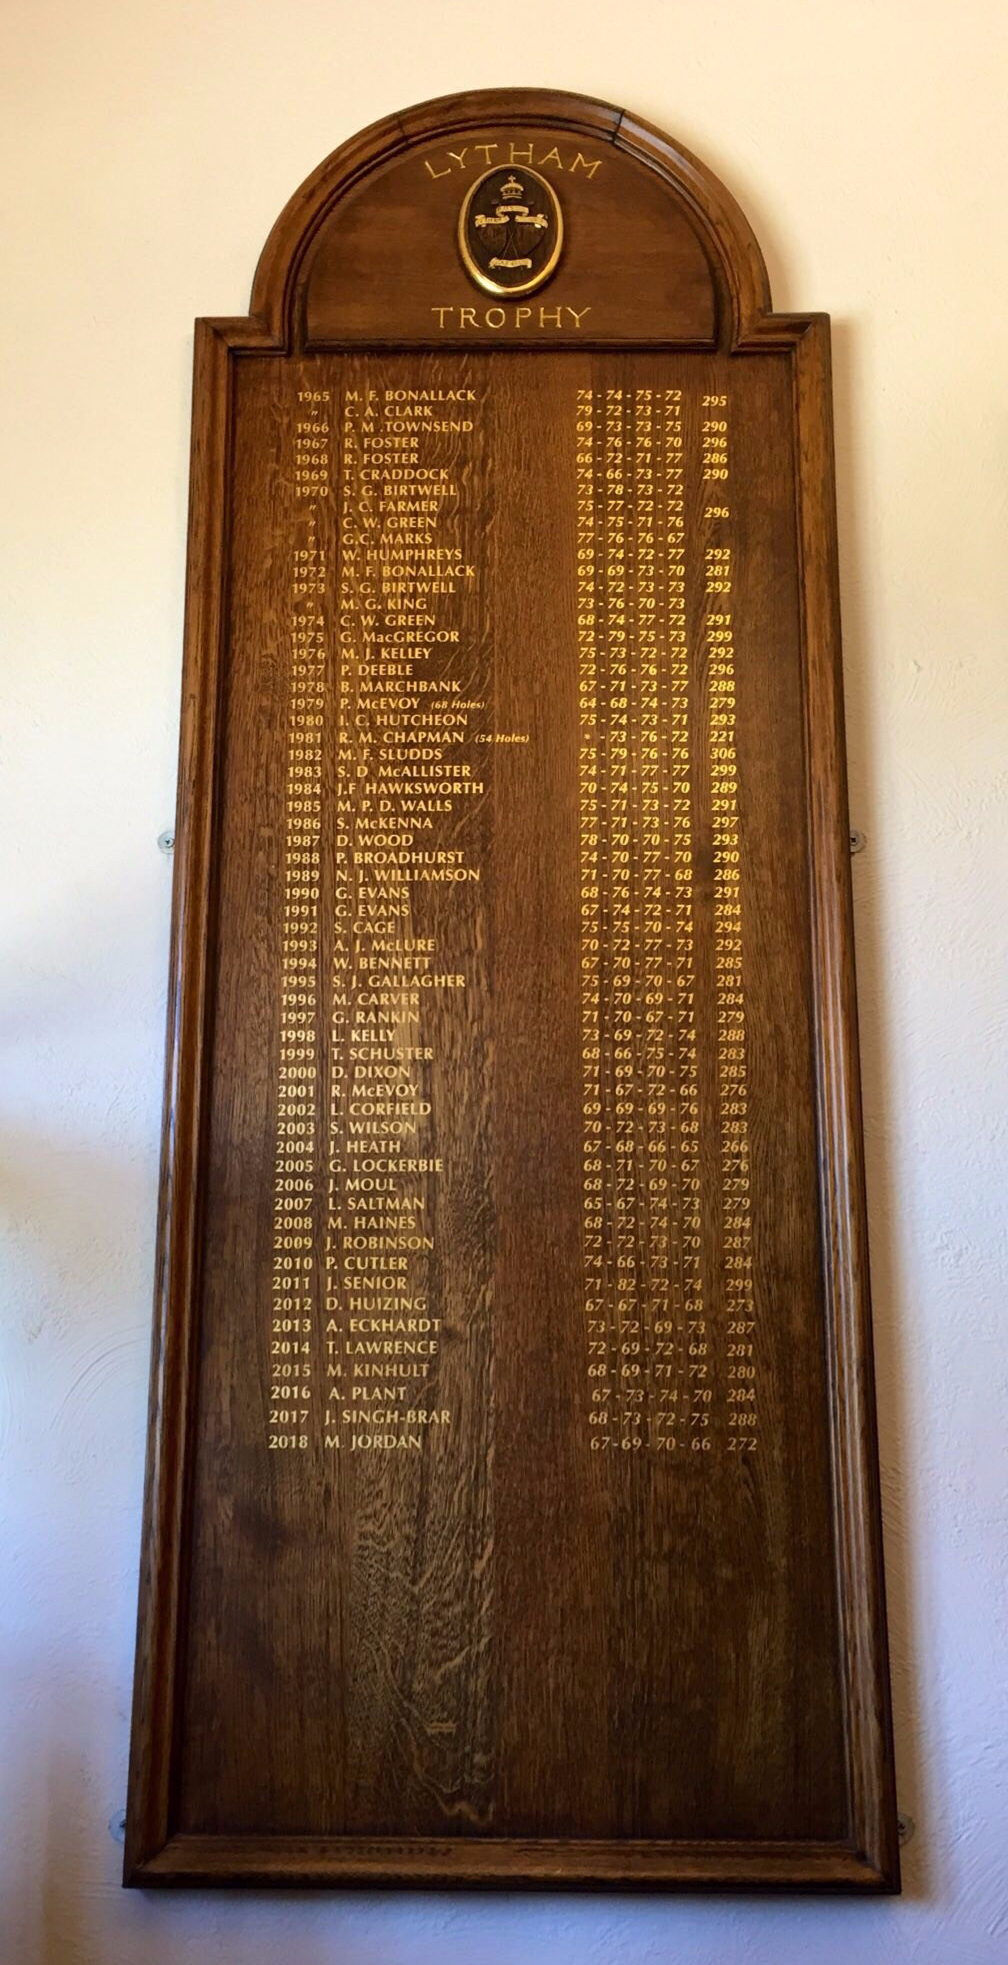 LYTHAM
TROPHY
1965 M. F. BONALLACK 74 - 74 - 75 - 72 295
" C. A. CLARK 79 - 72 - 73 - 71
1966 P. M .TOWNSEND 69 - 73 - 73 - 75 290
1967 R. FOSTER 74 - 76 - 76 - 70 296
1968 R. FOSTER 66 - 72 - 71 - 77 286
1969 T. CRADDOCK 74 - 66 - 73 - 77 290
1970 S. G. BIRTWELL 73 - 78 - 73 - 72
" J. C. FARMER 75 - 77 - 72 - 72 296
" C. W. GREEN 74 - 75 - 71 - 76
" G.C. MARKS 77 - 76 - 76 - 67
1971 W. HUMPHREYS 69 - 74 - 72 - 77 292
1972 M. F. BONALLACK 69 - 69 - 73 - 70 281
1973 S. G. BIRTWELL 74 - 72 - 73 - 73 292
" M. G. KING 73 - 76 - 70 - 73
1974 C. W. GREEN 68 - 74 - 77 - 72 291
1975 G. MacGREGOR 72 - 79 - 75 - 73 299
1976 M. J. KELLEY 75 - 73 - 72 - 72 292
1977 P. DEEBLE 72 - 76 - 76 - 72 296
1978 B. MARCHBANK 67 - 71 - 73 - 77 288
1979 P. McEVOY (68 Holes) 64 - 68 - 74 - 73 279
1980 I. C. HUTCHEON 75 - 74 - 73 - 71 293
1981 R. M. CHAPMAN (54 Holes) * - 73 - 76 - 72 221
1982 M. F. SLUDDS 75 - 79 - 76 - 76 306
1983 S. D. McALLISTER 74 - 71 - 77 - 77 299
1984 J.F HAWKSWORTH 70 - 74 - 75 - 70 289
1985 M. P. D. WALLS 75 - 71 - 73 - 72 291
1986 S. McKENNA 77 - 71 - 73 - 76 297
1987 D. WOOD 78 - 70 - 70 - 75 293
1988 P. BROADHURST 74 - 70 - 77 - 70 290
1989 N. J. WILLIAMSON 71 - 70 - 77 - 68 286
1990 G. EVANS 68 - 76 - 74 - 73 291
1991 G. EVANS 67 - 74 - 72 - 71 284
1992 S. CAGE 75 - 75 - 70 - 74 294
1993 A. J. McLURE 70 - 72 - 77 - 73 292
1994 W. BENNETT 67 - 70 - 77 - 71 285
1995 S. J. GALLAGHER 75 - 69 - 70 - 67 281
1996 M. CARVER 74 - 70 - 69 - 71 284
1997 G. RANKIN 71 - 70 - 67 - 71 279
1998 L. KELLY 73 - 69 - 72 - 74 288
1999 T. SCHUSTER 68 - 66 - 75 - 74 283
2000 D. DIXON 71 - 69 - 70 - 75 285
2001 R. McEVOY 71 - 67 - 72 - 66 276
2002 L. CORFIELD 69 - 69 - 69 - 76 283
2003 S. WILSON 70 - 72 - 73 - 68 283
2004 J. HEATH 67 - 68 - 66 - 65 266
2005 G. LOCKERBIE 68 - 71 - 70 - 67 276
2006 J. MOUL 68 - 72 - 69 - 70 279
2007 L. SALTMAN 65 - 67 - 74 - 73 279
2008 M. HAINES 68 - 72 - 74 - 70 284
2009 J. ROBINSON 72 - 72 - 73 - 70 287
2010 P. CUTLER 74 - 66 - 73 - 71 284
2011 J. SENIOR 71 - 82 - 72 - 74 299
2012 D. HUIZING 67 - 67 - 71 - 68 273
2013 A. ECKHARDT 73 - 72 - 69 - 73 287
2014 T. LAWRENCE 72 - 69 - 72 - 68 281
2015 M. KINHULT 68 - 69 - 71 - 72 280
2016 A. PLANT 67 - 73 - 74 - 70 284
2017 J. SINGH-BRAR 68 - 73 - 72 - 75 288
2018 M. JORDAN 67 - 69 - 70 - 66 272